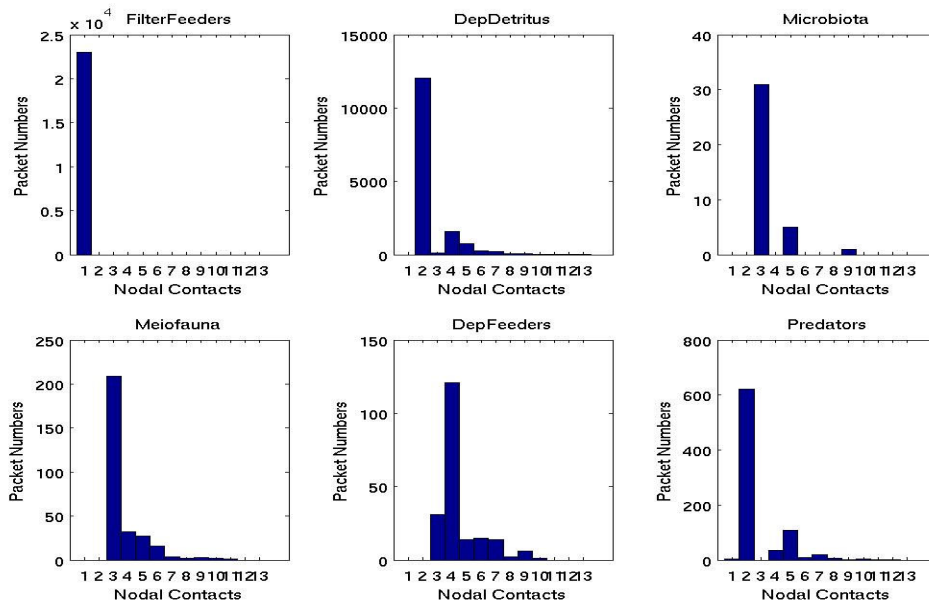 FilterFeeders
× 10^4
2.5
2
1.5
1
0.5
0
Packet Numbers
1 2 3 4 5 6 7 8 9 10 11 12 13
Nodal Contacts
DepDetritus
15000
10000
5000
0
Packet Numbers
1 2 3 4 5 6 7 8 9 10 11 12 13
Nodal Contacts
Microbiota
40
30
20
10
0
Packet Numbers
1 2 3 4 5 6 7 8 9 10 11 12 13
Nodal Contacts
Meiofauna
250
200
150
100
50
0
Packet Numbers
1 2 3 4 5 6 7 8 9 10 11 12 13
Nodal Contacts
DepFeeders
150
100
50
0
Packet Numbers
1 2 3 4 5 6 7 8 9 10 11 12 13
Nodal Contacts
Predators
800
600
400
200
0
Packet Numbers
1 2 3 4 5 6 7 8 9 10 11 12 13
Nodal Contacts